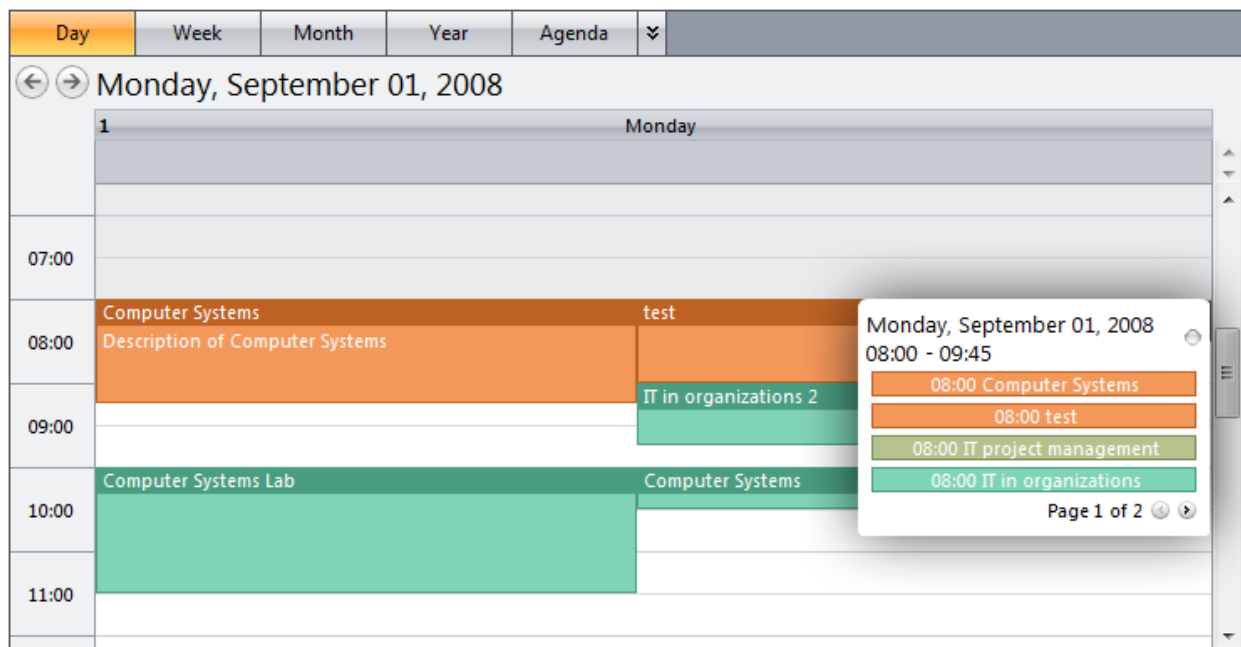 Day Week Month Year Agenda
Monday, September 01, 2008
1 Monday
07:00
Computer Systems test
08:00 Description of Computer Systems
IT in organizations 2
09:00
Computer Systems Lab Computer Systems
10:00
11:00
Monday, September 01, 2008
08:00 - 09:45
08:00 Computer Systems
08:00 test
08:00 IT project management
08:00 IT in organizations
Page 1 of 2